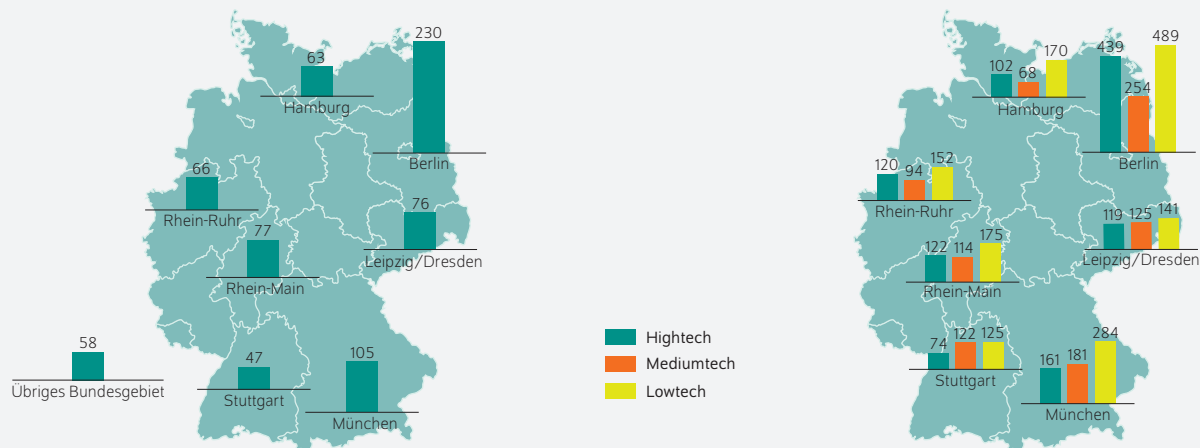 230
63
Hamburg
Berlin
66
Rhein-Ruhr
76
Leipzig/Dresden
77
Rhein-Main
58
Übriges Bundesgebiet
47
Stuttgart
105
München
Hightech
Mediumtech
Lowtech
102 68 170
Hamburg
439 254 489
Berlin
120 94 152
Rhein-Ruhr
119 125 141
Leipzig/Dresden
122 114 175
Rhein-Main
74 122 125
Stuttgart
161 181 284
München